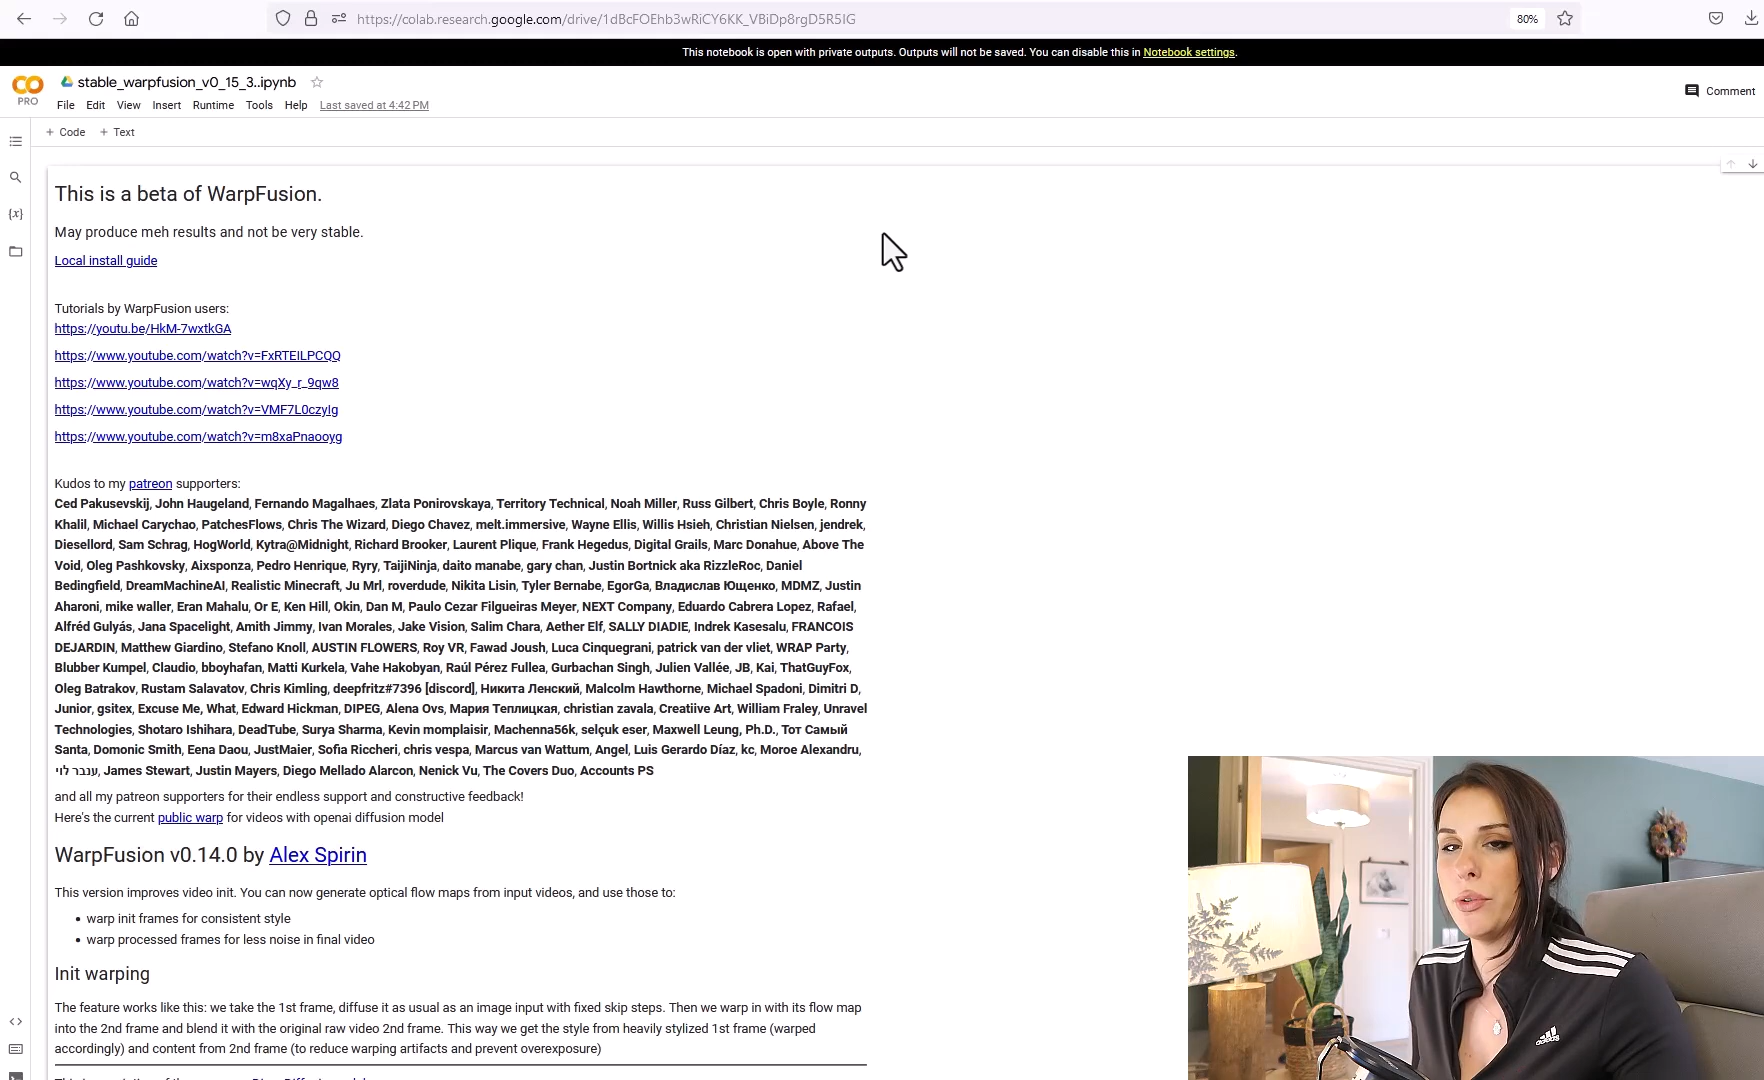 https://colab.research.google.com/drive/1dBcFOEhb3wRiCY6KK_VBiDp8rgD5R5IG
80%
This notebook is open with private outputs. Outputs will not be saved. You can disable this in Notebook settings.
CO
PRO
stable_warpfusion_v0_15_3..ipynb
File Edit View Insert Runtime Tools Help Last saved at 4:42 PM
Comment
+ Code + Text
This is a beta of WarpFusion.
May produce meh results and not be very stable.
Local install guide
{x}
Tutorials by WarpFusion users:
https://youtu.be/HkM-7wxtkGA
https://www.youtube.com/watch?v=FxRTEILPCQQ
https://www.youtube.com/watch?v=wqXy_r_9qw8
https://www.youtube.com/watch?v=VMF7L0czyIg
https://www.youtube.com/watch?v=m8xaPnaooyg
Kudos to my patreon supporters:
Ced Pakusevskij, John Haugeland, Fernando Magalhaes, Zlata Ponirovskaya, Territory Technical, Noah Miller, Russ Gilbert, Chris Boyle, Ronny
Khalil, Michael Carychao, PatchesFlows, Chris The Wizard, Diego Chavez, melt.immersive, Wayne Ellis, Willis Hsieh, Christian Nielsen, jendrek,
Diesellord, Sam Schrag, HogWorld, Kytra@Midnight, Richard Brooker, Laurent Plique, Frank Hegedus, Digital Grails, Marc Donahue, Above The
Void, Oleg Pashkovsky, Aixsponza, Pedro Henrique, Ryry, TaijiNinja, daito manabe, gary chan, Justin Bortnick aka RizzleRoc, Daniel
Bedingfield, DreamMachineAI, Realistic Minecraft, Ju Mrl, roverdude, Nikita Lisin, Tyler Bernabe, EgorGa, Владислав Ющенко, MDMZ, Justin
Aharoni, mike waller, Eran Mahalu, Or E, Ken Hill, Okin, Dan M, Paulo Cezar Filgueiras Meyer, NEXT Company, Eduardo Cabrera Lopez, Rafael,
Alfréd Gulyás, Jana Spacelight, Amith Jimmy, Ivan Morales, Jake Vision, Salim Chara, Aether Elf, SALLY DIADIE, Indrek Kasesalu, FRANCOIS
DEJARDIN, Matthew Giardino, Stefano Knoll, AUSTIN FLOWERS, Roy VR, Fawad Joush, Luca Cinquegrani, patrick van der vliet, WRAP Party,
Blubber Kumpel, Claudio, bboyhafan, Matti Kurkela, Vahe Hakobyan, Raúl Pérez Fullea, Gurbachan Singh, Julien Vallée, JB, Kai, ThatGuyFox,
Oleg Batrakov, Rustam Salavatov, Chris Kimling, deepfritz#7396 [discord], Никита Ленский, Malcolm Hawthorne, Michael Spadoni, Dimitri D,
Junior, gsitex, Excuse Me, What, Edward Hickman, DIPEG, Alena Ovs, Мария Теплицкая, christian zavala, Creatiive Art, William Fraley, Unravel
Technologies, Shotaro Ishihara, DeadTube, Surya Sharma, Kevin momplaisir, Machenna56k, selçuk eser, Maxwell Leung, Ph.D., Тот Самый
Santa, Domonic Smith, Eena Daou, JustMaier, Sofia Riccheri, chris vespa, Marcus van Wattum, Angel, Luis Gerardo Díaz, kc, Moroe Alexandru,
ענבר לוי, James Stewart, Justin Mayers, Diego Mellado Alarcon, Nenick Vu, The Covers Duo, Accounts PS
and all my patreon supporters for their endless support and constructive feedback!
Here's the current public warp for videos with openai diffusion model
WarpFusion v0.14.0 by Alex Spirin
This version improves video init. You can now generate optical flow maps from input videos, and use those to:
• warp init frames for consistent style
• warp processed frames for less noise in final video
Init warping
The feature works like this: we take the 1st frame, diffuse it as usual as an image input with fixed skip steps. Then we warp in with its flow map
into the 2nd frame and blend it with the original raw video 2nd frame. This way we get the style from heavily stylized 1st frame (warped
accordingly) and content from 2nd frame (to reduce warping artifacts and prevent overexposure)
adidas